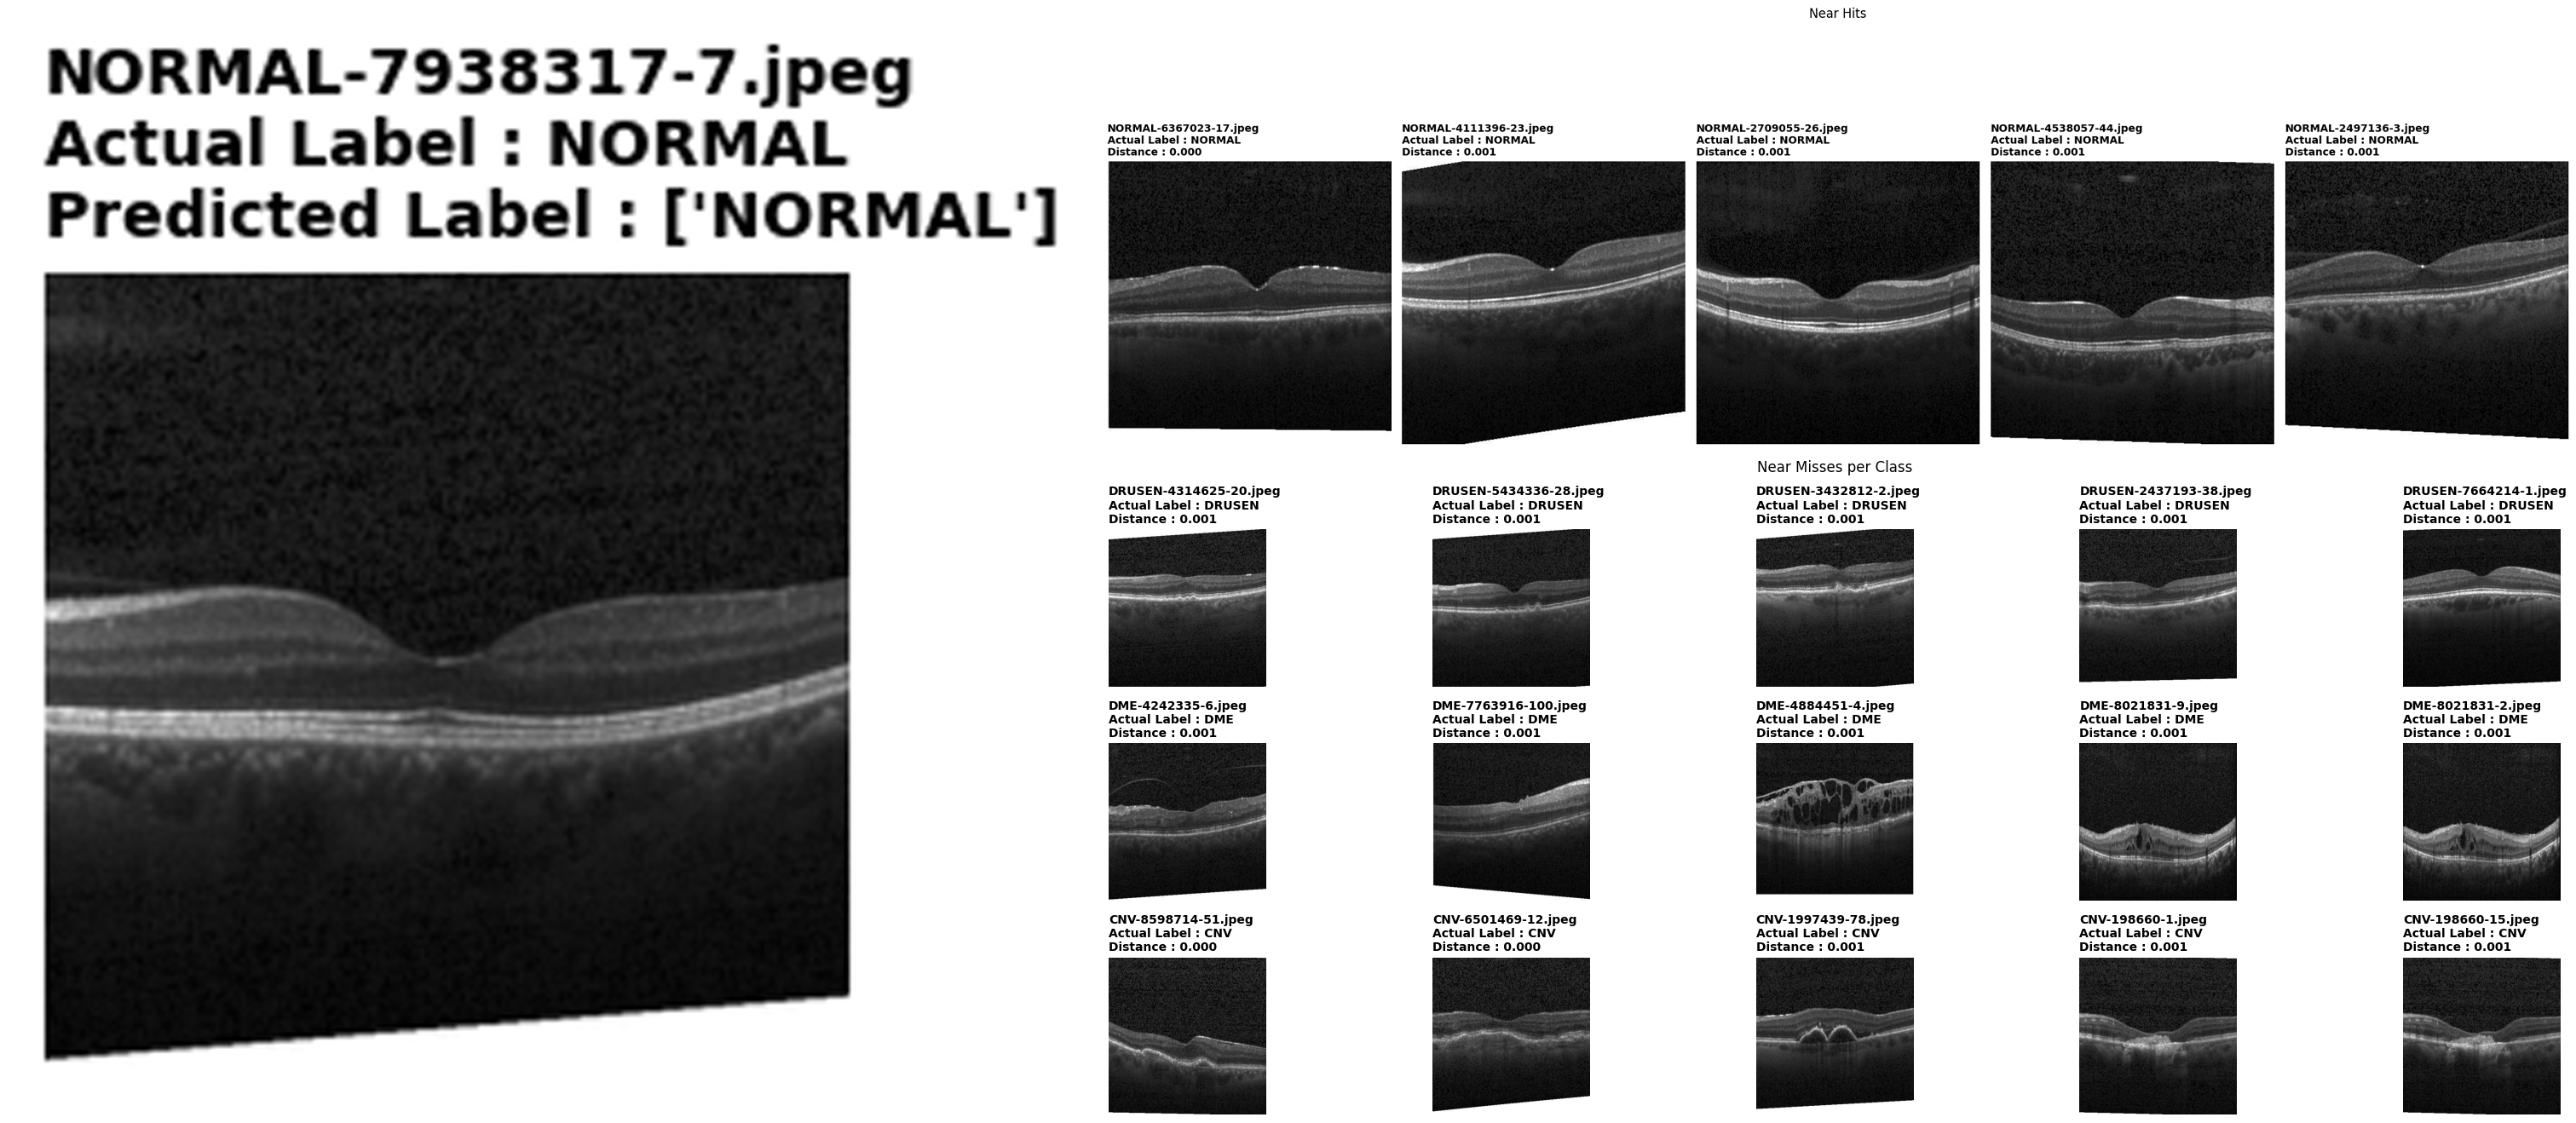 NORMAL-7938317-7.jpeg
Actual Label : NORMAL
Predicted Label : ['NORMAL']
Near Hits
NORMAL-6367023-17.jpeg
Actual Label : NORMAL
Distance : 0.000
NORMAL-4111396-23.jpeg
Actual Label : NORMAL
Distance : 0.001
NORMAL-2709055-26.jpeg
Actual Label : NORMAL
Distance : 0.001
NORMAL-4538057-44.jpeg
Actual Label : NORMAL
Distance : 0.001
NORMAL-2497136-3.jpeg
Actual Label : NORMAL
Distance : 0.001
Near Misses per Class
DRUSEN-4314625-20.jpeg
Actual Label : DRUSEN
Distance : 0.001
DRUSEN-5434336-28.jpeg
Actual Label : DRUSEN
Distance : 0.001
DRUSEN-3432812-2.jpeg
Actual Label : DRUSEN
Distance : 0.001
DRUSEN-2437193-38.jpeg
Actual Label : DRUSEN
Distance : 0.001
DRUSEN-7664214-1.jpeg
Actual Label : DRUSEN
Distance : 0.001
DME-4242335-6.jpeg
Actual Label : DME
Distance : 0.001
DME-7763916-100.jpeg
Actual Label : DME
Distance : 0.001
DME-4884451-4.jpeg
Actual Label : DME
Distance : 0.001
DME-8021831-9.jpeg
Actual Label : DME
Distance : 0.001
DME-8021831-2.jpeg
Actual Label : DME
Distance : 0.001
CNV-8598714-51.jpeg
Actual Label : CNV
Distance : 0.000
CNV-6501469-12.jpeg
Actual Label : CNV
Distance : 0.000
CNV-1997439-78.jpeg
Actual Label : CNV
Distance : 0.001
CNV-198660-1.jpeg
Actual Label : CNV
Distance : 0.001
CNV-198660-15.jpeg
Actual Label : CNV
Distance : 0.001